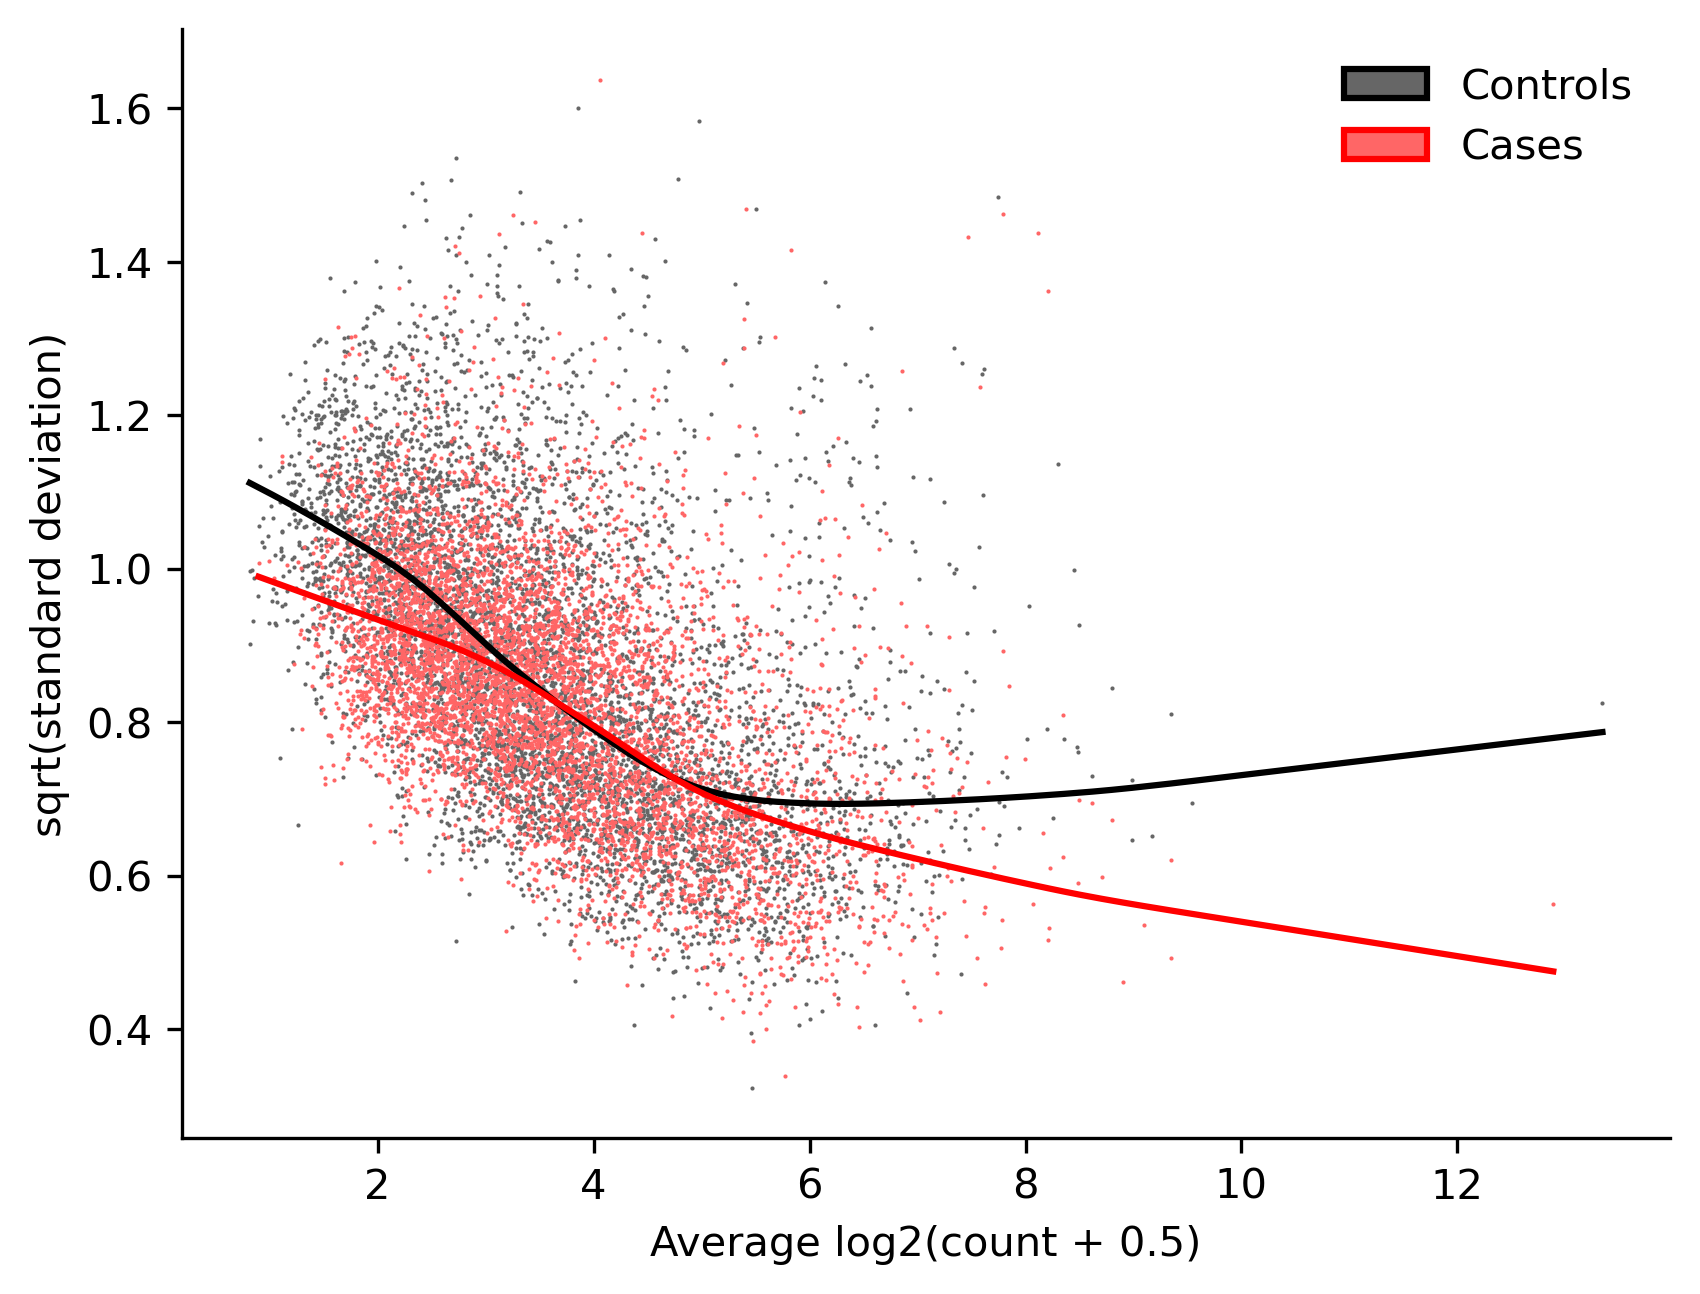 Controls
Cases
1.6
1.4
1.2
1.0
0.8
0.6
0.4
sqrt(standard deviation)
2 4 6 8 10 12
Average log2(count + 0.5)